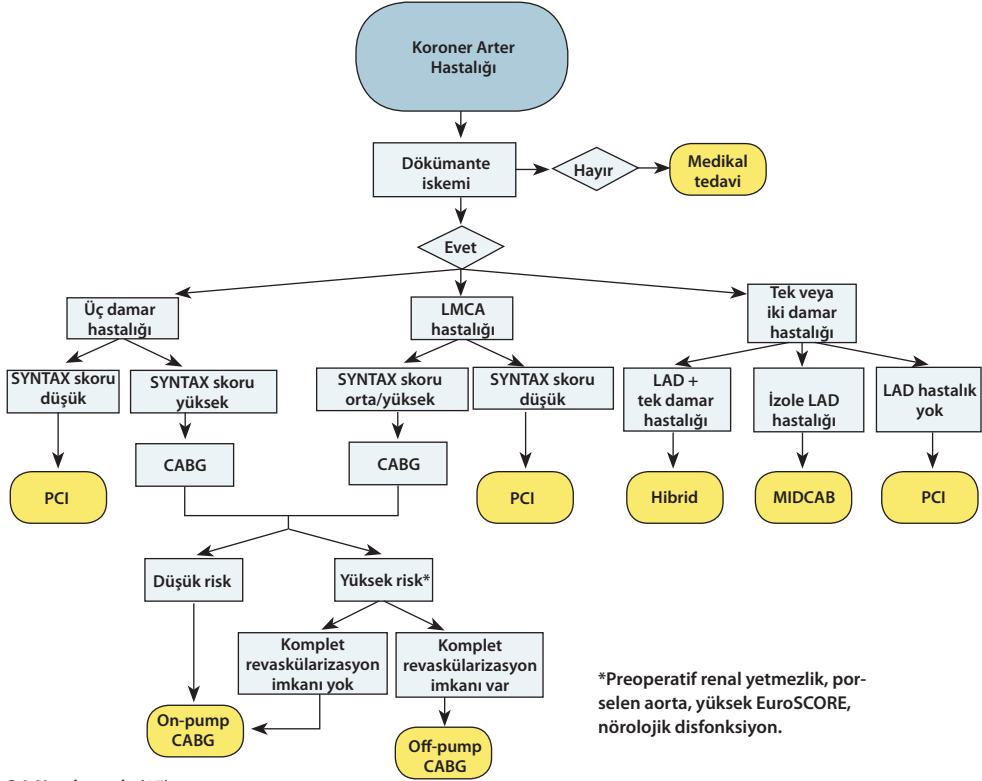 Koroner Arter
Hastalığı
Dökümante
iskemi
Hayır
Medikal
tedavi
Evet
Üç damar
hastalığı
LMCA
hastalığı
Tek veya
iki damar
hastalığı
SYNTAX skoru
düşük
SYNTAX skoru
yüksek
SYNTAX skoru
orta/yüksek
SYNTAX skoru
düşük
LAD +
tek damar
hastalığı
İzole LAD
hastalığı
LAD hastalık
yok
PCI
CABG
CABG
PCI
Hibrid
MIDCAB
PCI
Düşük risk
Yüksek risk*
Komplet
revaskülarizasyon
imkanı yok
Komplet
revaskülarizasyon
imkanı var
On-pump
CABG
Off-pump
CABG
*Preoperatif renal yetmezlik, por-
selen aorta, yüksek EuroSCORE,
nörolojik disfonksiyon.